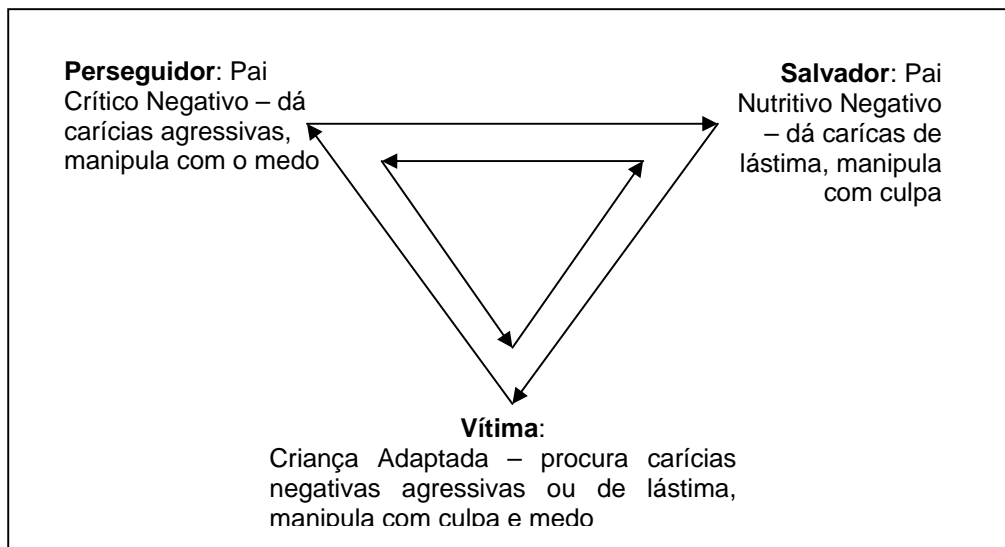 Perseguidor: Pai
Crítico Negativo – dá
carícias agressivas,
manipula com o medo
Salvador: Pai
Nutritivo Negativo
– dá carícas de
lástima, manipula
com culpa
Vítima:
Criança Adaptada – procura carícias
negativas agressivas ou de lástima,
manipula com culpa e medo